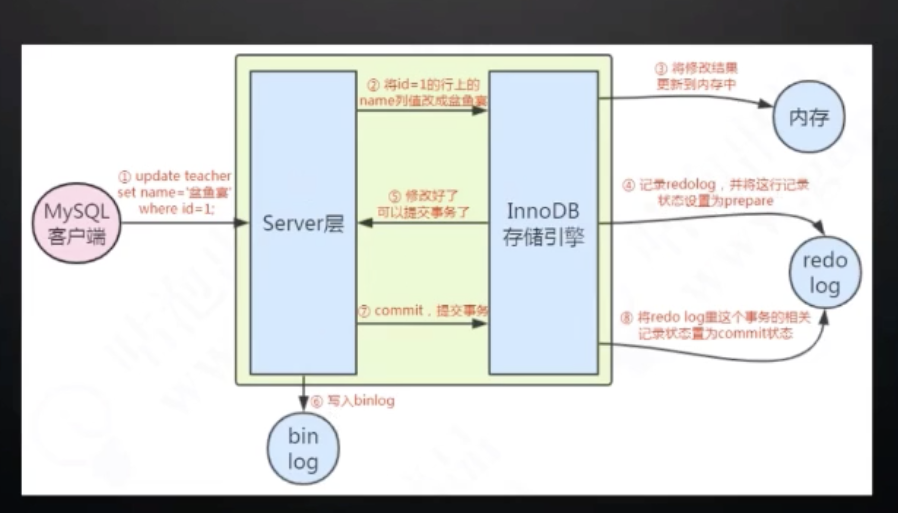 ① update teacher
set name='盆鱼宴'
where id=1;
MySQL
客户端
Server层
② 将id=1的行上的
name列值改成盆鱼宴
InnoDB
存储引擎
③ 将修改结果
更新到内存中
内存
④ 记录redolog，并将这行记录
状态设置为prepare
redo
log
⑤ 修改好了
可以提交事务了
⑥ 写入binlog
bin
log
⑦ commit，提交事务
⑧ 将redo log里这个事务的相关
记录状态置为commit状态